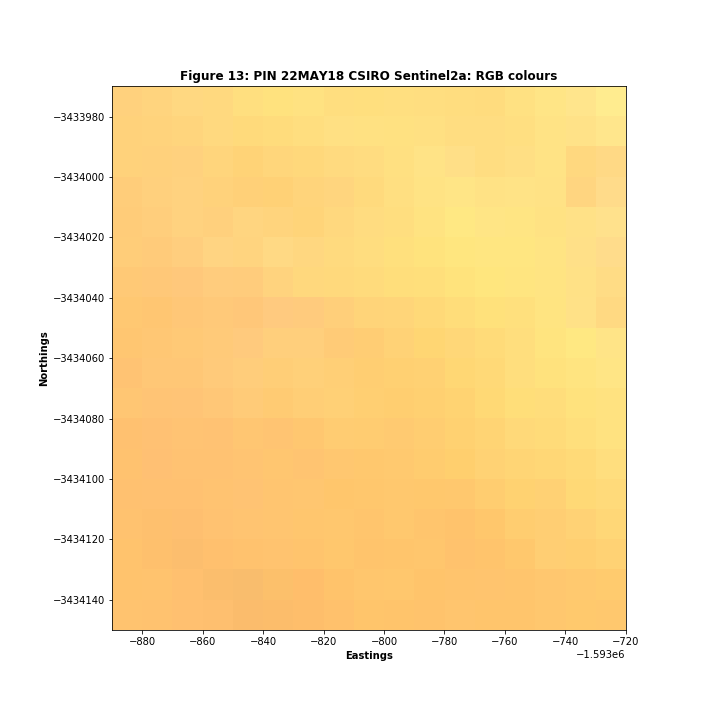 Figure 13: PIN 22MAY18 CSIRO Sentinel2a: RGB colours
−3433980
−3434000
−3434020
−3434040
−3434060
−3434080
−3434100
−3434120
−3434140
Northings
−880 −860 −840 −820 −800 −780 −760 −740 −720
Eastings
−1.593e6